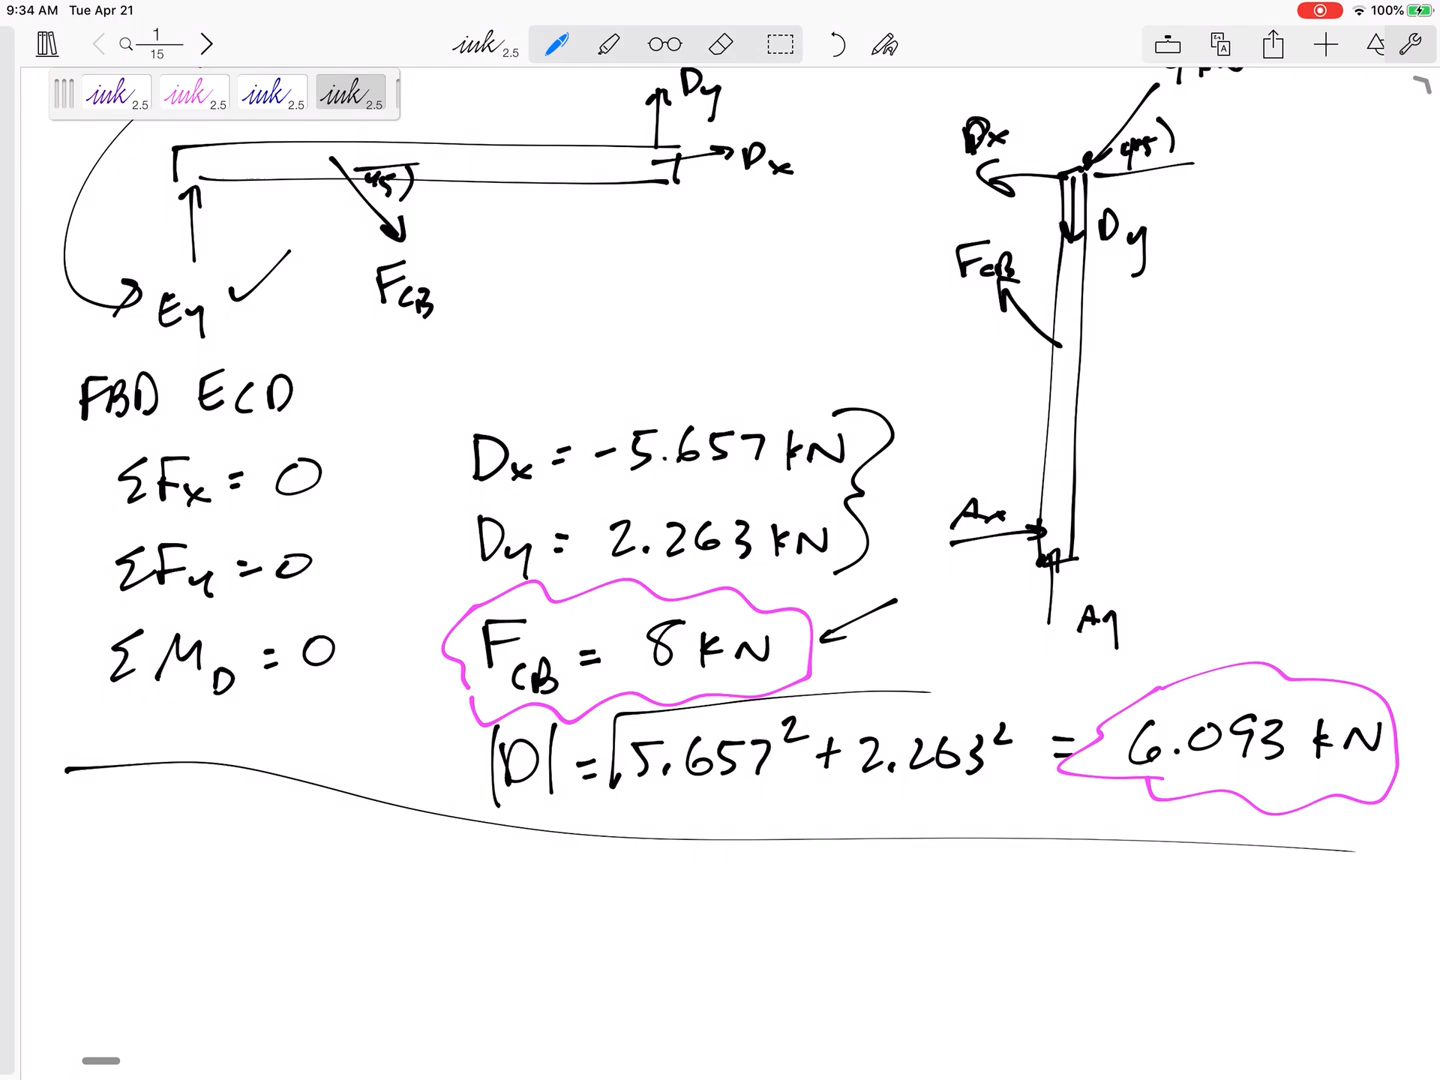 9:34 AM Tue Apr 21
100%
1
15
ink 2.5
ink 2.5
ink 2.5
ink 2.5
ink 2.5
Dy
Dx
45
FCB
Ey
Dx
45
Dy
FCB
Ax
Ay
FBD ECD
ΣFx = 0
ΣFy = 0
ΣMD = 0
Dx = -5.657 kN
Dy = 2.263 kN
FCB = 8 kN
|D| = √5.657² + 2.263² = 6.093 kN